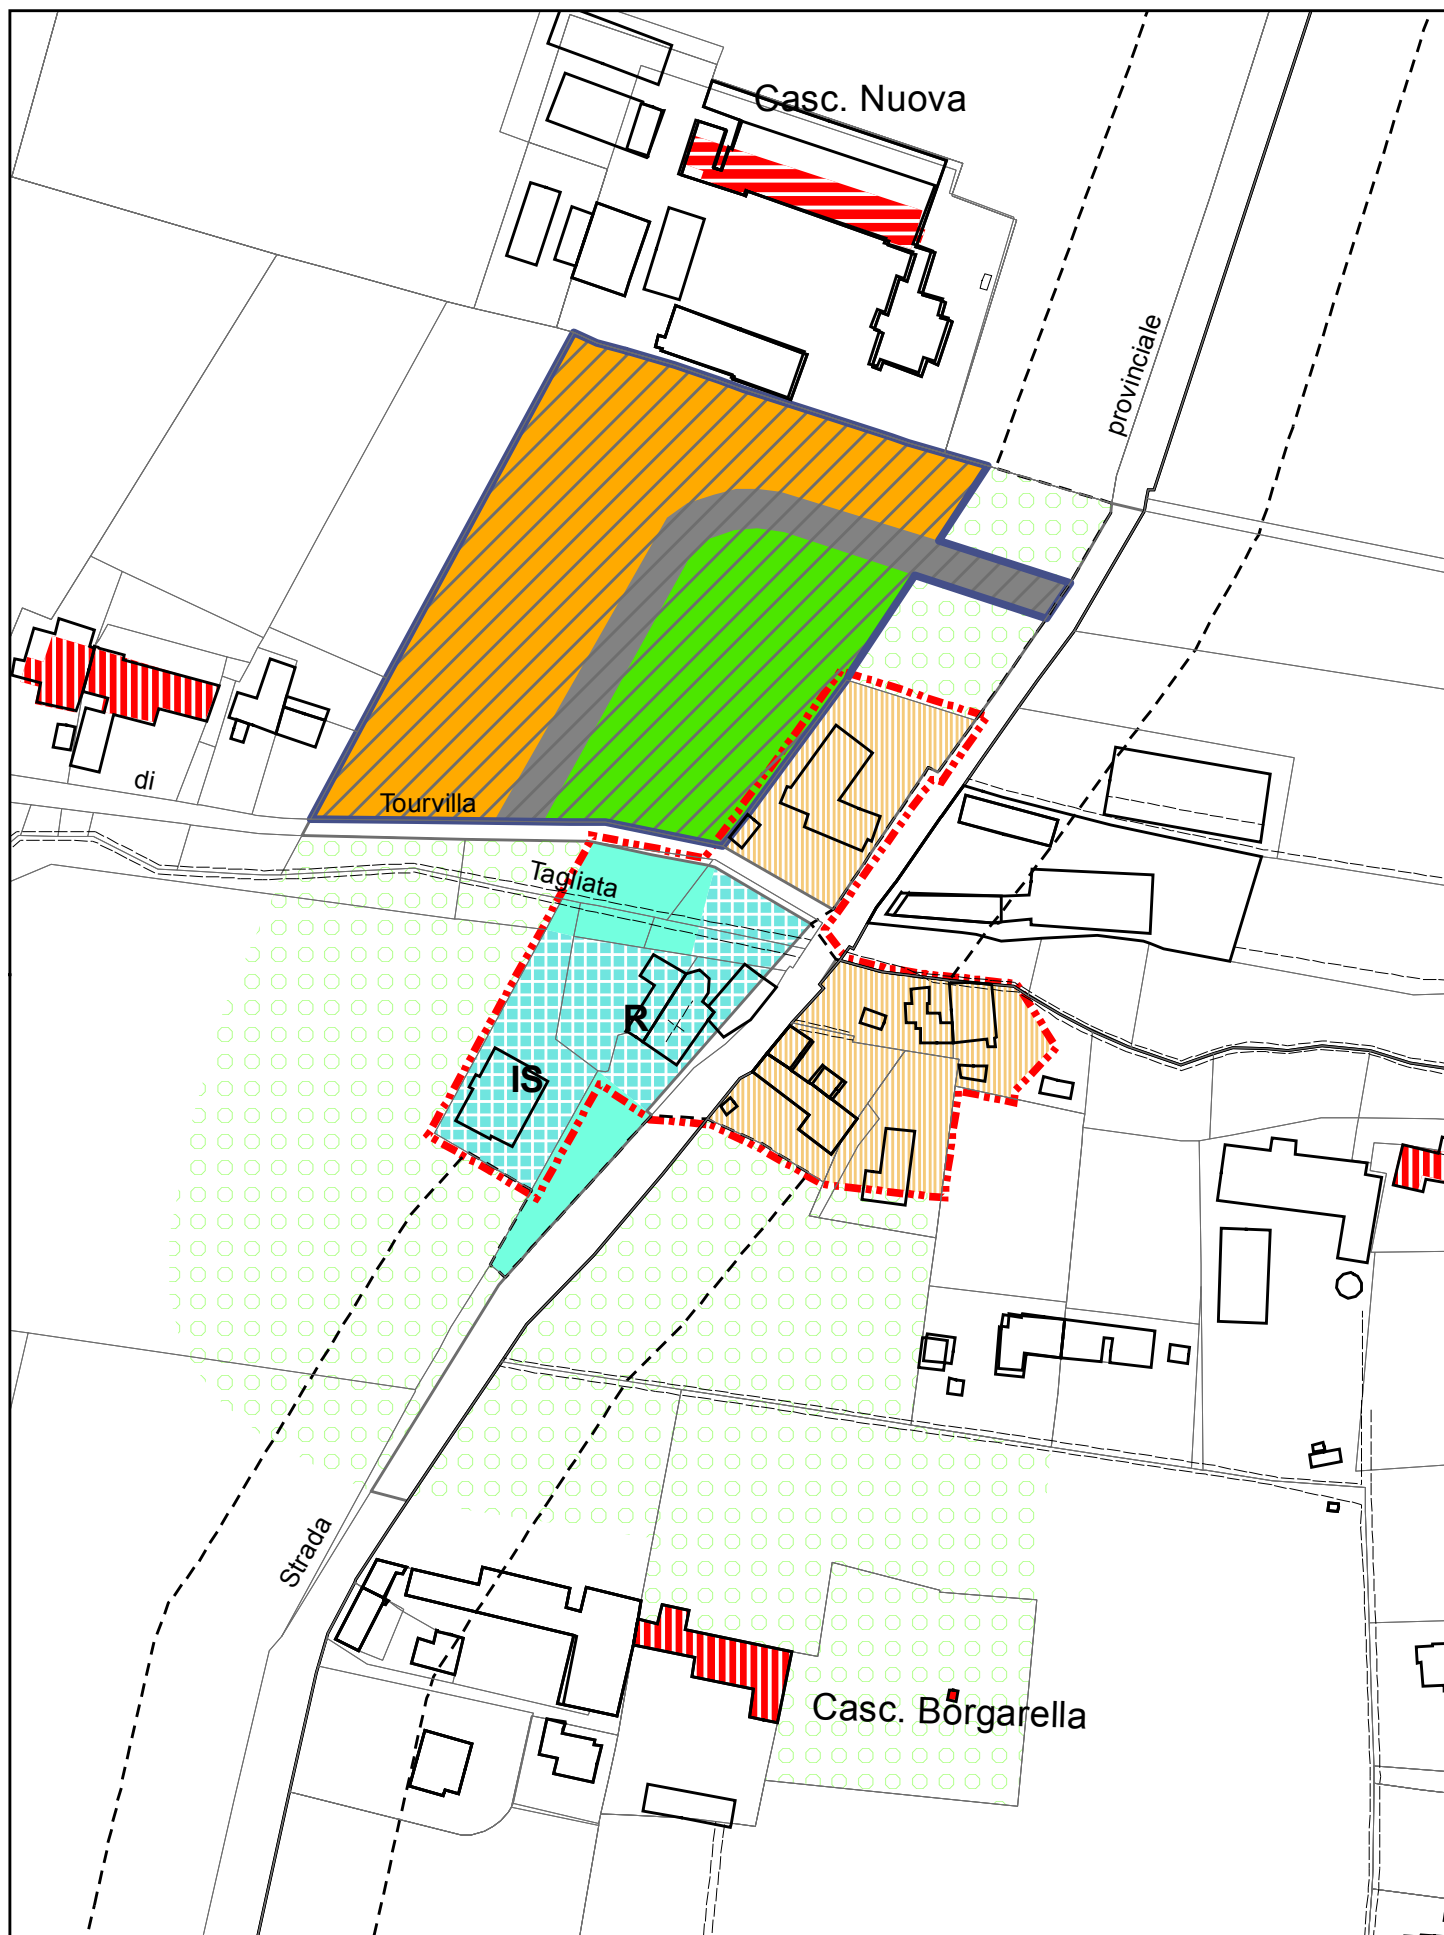 Casc. Nuova
provinciale
di
Tourvilla
Tagliata
R
IS
Strada
Casc. Borgarella